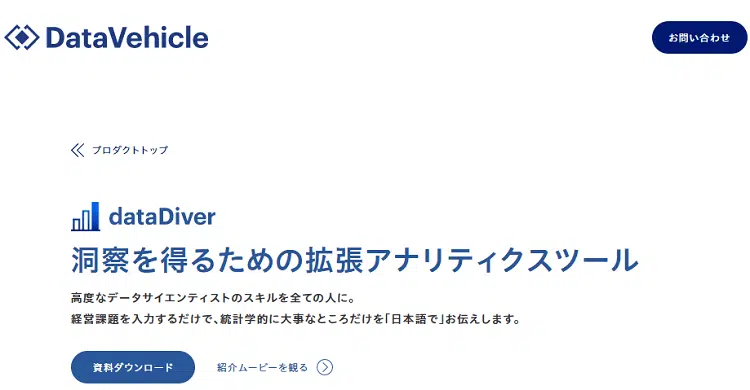 DataVehicle
お問い合わせ
プロダクトトップ
dataDiver
洞察を得るための拡張アナリティクスツール
高度なデータサイエンティストのスキルを全ての人に。
経営課題を入力するだけで、統計学的に大事なところだけを「日本語で」お伝えします。
資料ダウンロード
紹介ムービーを観る